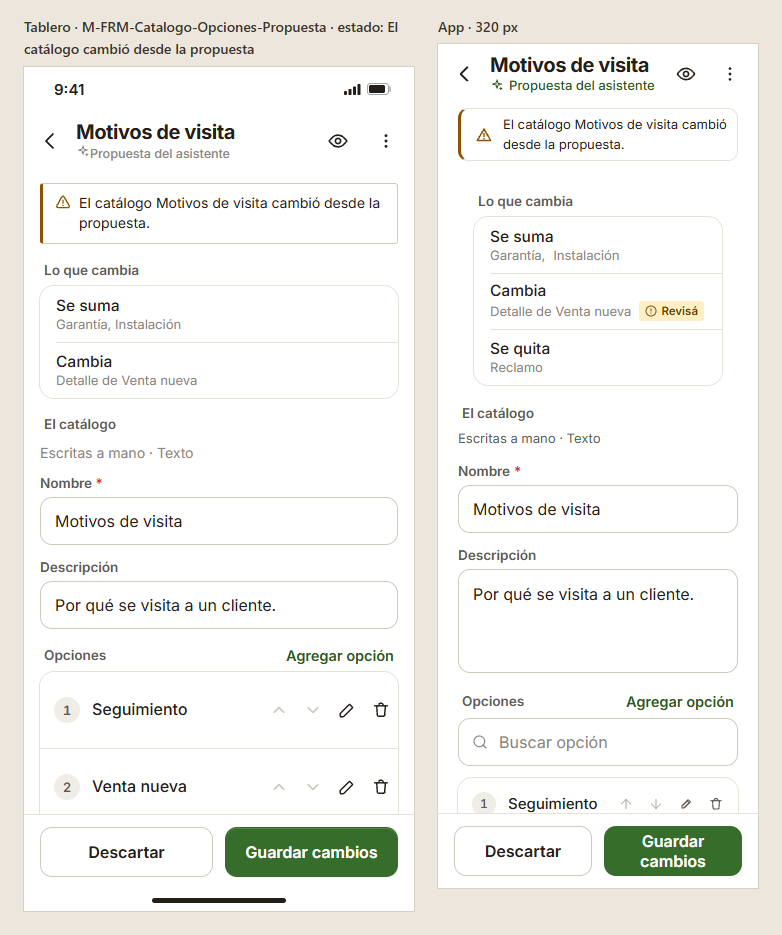 Tablero · M-FRM-Catalogo-Opciones-Propuesta · estado: El
catálogo cambió desde la propuesta
9:41
Motivos de visita
Propuesta del asistente
El catálogo Motivos de visita cambió desde la
propuesta.
Lo que cambia
Se suma
Garantía, Instalación
Cambia
Detalle de Venta nueva
El catálogo
Escritas a mano · Texto
Nombre *
Motivos de visita
Descripción
Por qué se visita a un cliente.
Opciones
Agregar opción
1 Seguimiento
2 Venta nueva
Descartar
Guardar cambios
App · 320 px
Motivos de visita
Propuesta del asistente
El catálogo Motivos de visita cambió
desde la propuesta.
Lo que cambia
Se suma
Garantía, Instalación
Cambia
Detalle de Venta nueva
Revisá
Se quita
Reclamo
El catálogo
Escritas a mano · Texto
Nombre *
Motivos de visita
Descripción
Por qué se visita a un cliente.
Opciones
Agregar opción
Buscar opción
1 Seguimiento
Descartar
Guardar
cambios